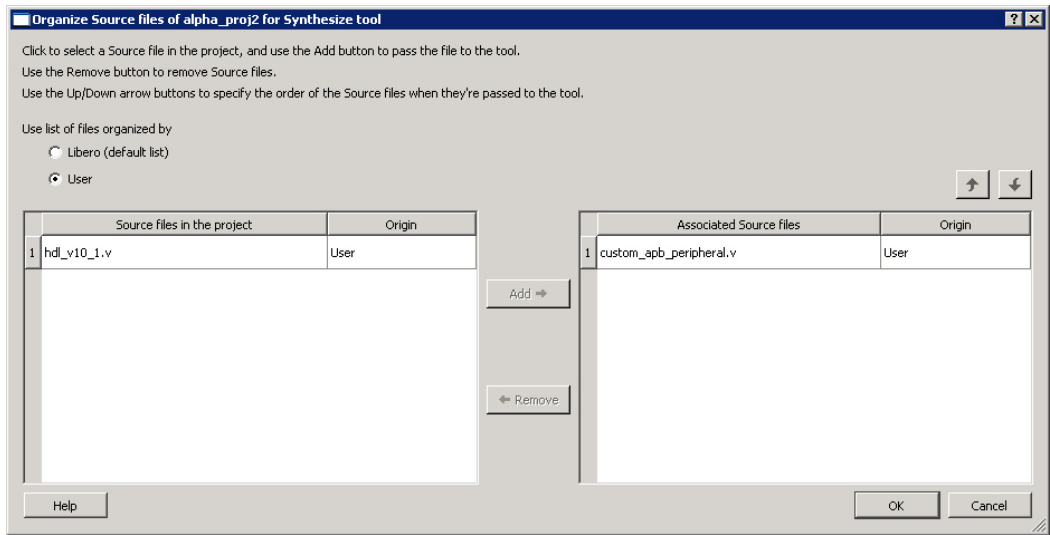 Organize Source files of alpha_proj2 for Synthesize tool
Click to select a Source file in the project, and use the Add button to pass the file to the tool.
Use the Remove button to remove Source files.
Use the Up/Down arrow buttons to specify the order of the Source files when they're passed to the tool.
Use list of files organized by
Libero (default list)
User
Source files in the project Origin
1 hdl_v10_1.v User
Add
Remove
Associated Source files Origin
1 custom_apb_peripheral.v User
Help
OK
Cancel